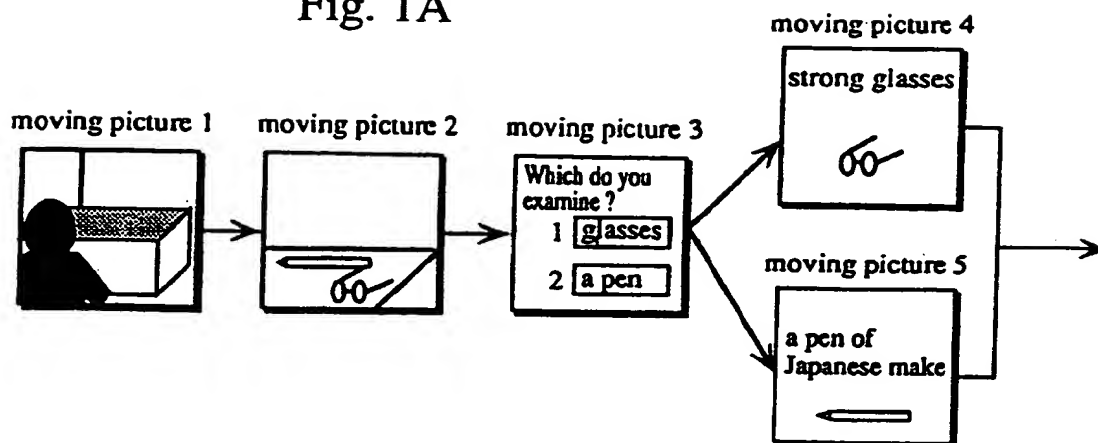 Fig. 1A
moving picture 1
moving picture 2
moving picture 3
Which do you
examine ?
1 glasses
2 a pen
moving picture 4
strong glasses
moving picture 5
a pen of
Japanese make